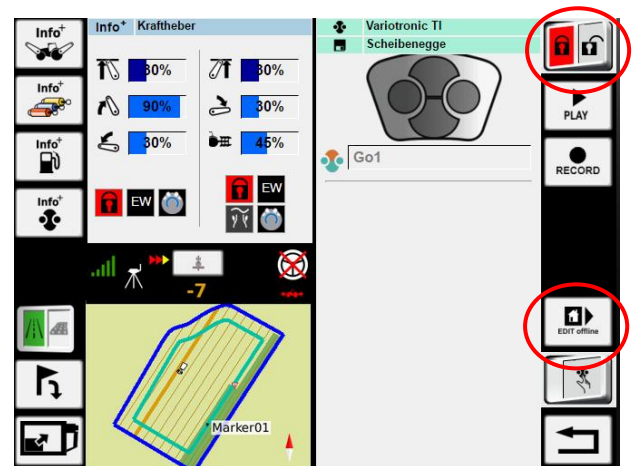 Info+
Info+
Info+
Info+
Info+ Kraftheber
30%
30%
90%
30%
30%
45%
EW
EW
-7
Marker01
Variotronic TI
Scheibenegge
Go1
PLAY
RECORD
EDIT offline